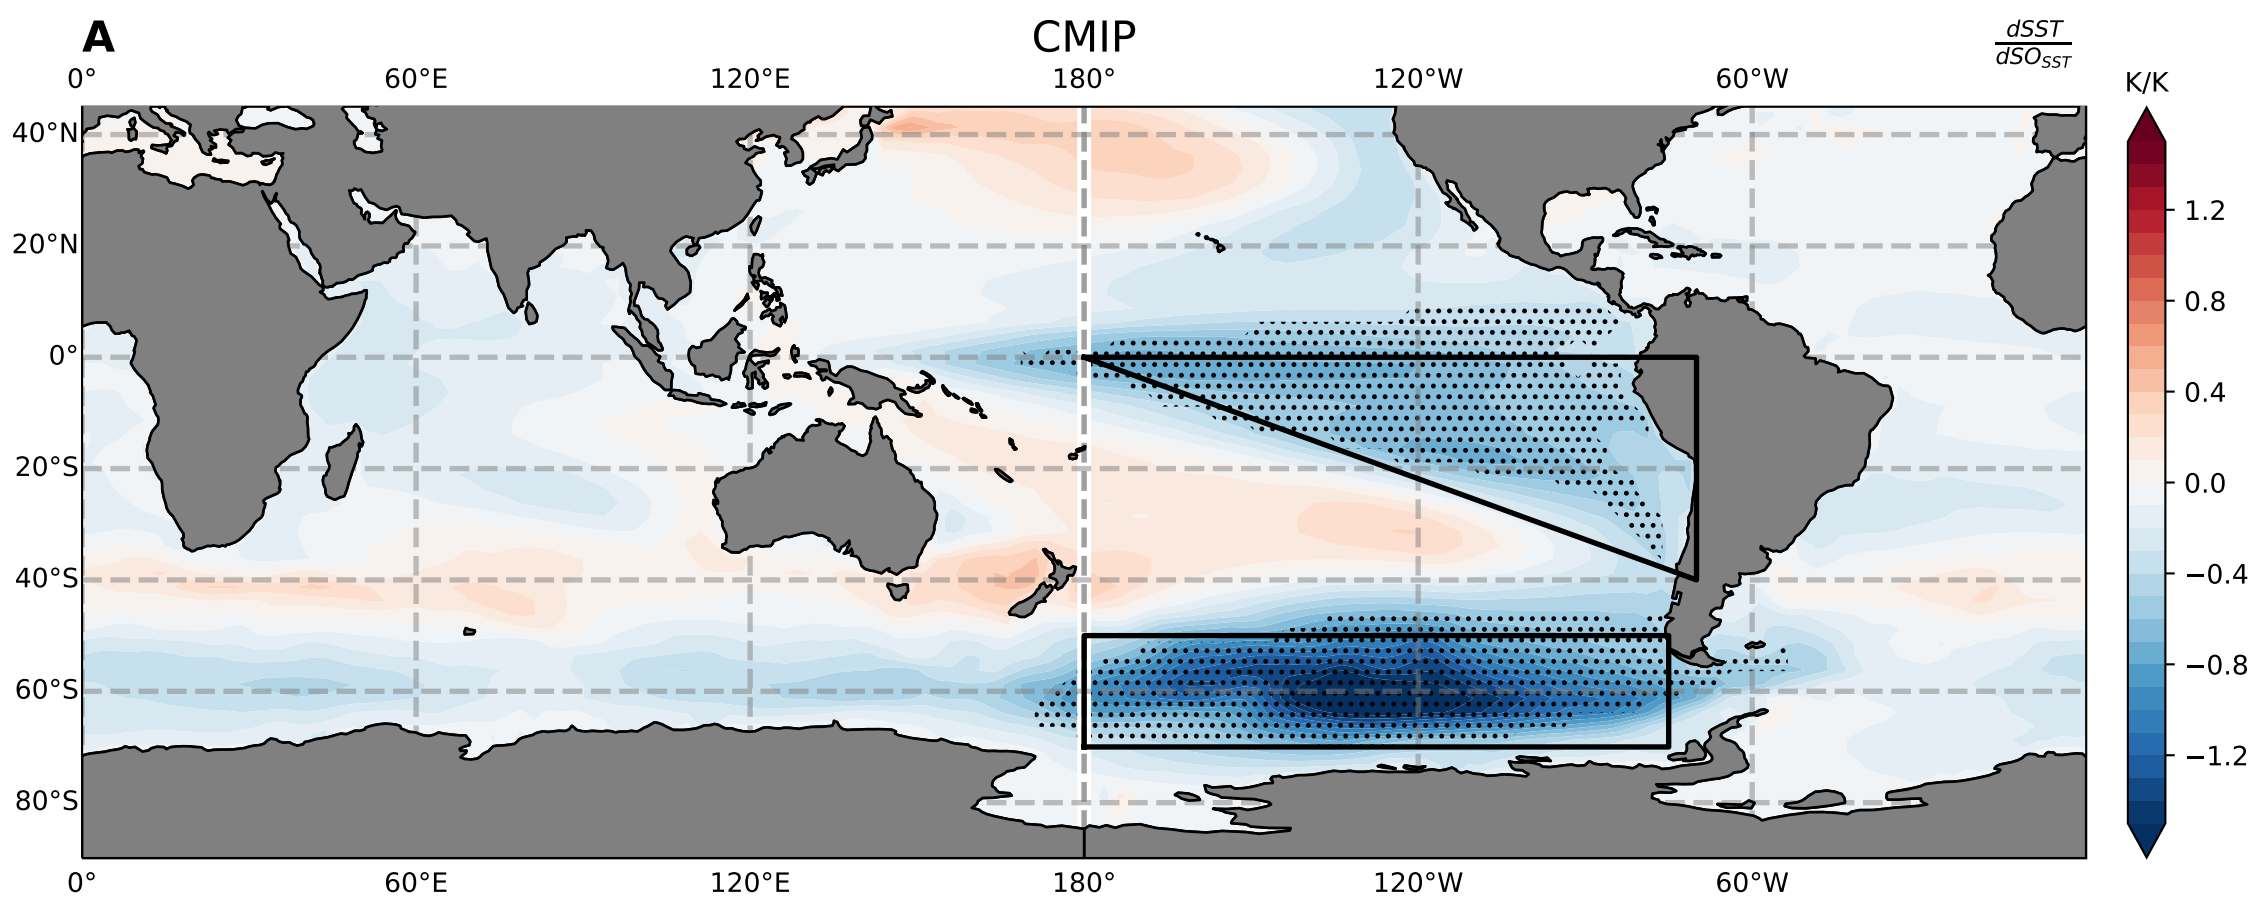 A
CMIP
dSST
dSO_SST
K/K
0° 60°E 120°E 180° 120°W 60°W
40°N
20°N
0°
20°S
40°S
60°S
80°S
0° 60°E 120°E 180° 120°W 60°W
1.2
0.8
0.4
0.0
−0.4
−0.8
−1.2